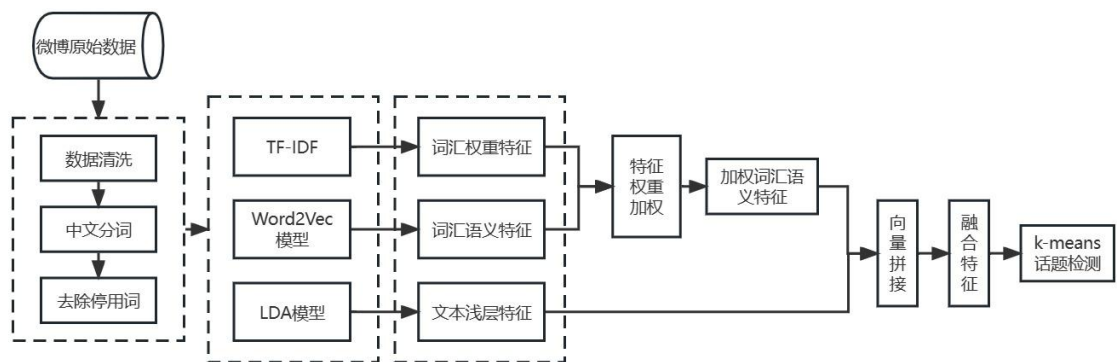 微博原始数据
数据清洗
中文分词
去除停用词
TF-IDF
Word2Vec
模型
LDA模型
词汇权重特征
词汇语义特征
文本浅层特征
特征
权重
加权
加权词汇语
义特征
向
量
拼
接
融
合
特
征
k-means
话题检测